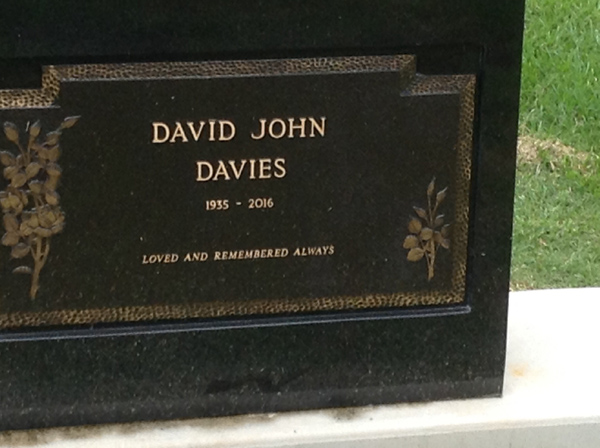 DAVID JOHN
DAVIES
1935 - 2016
LOVED AND REMEMBERED ALWAYS